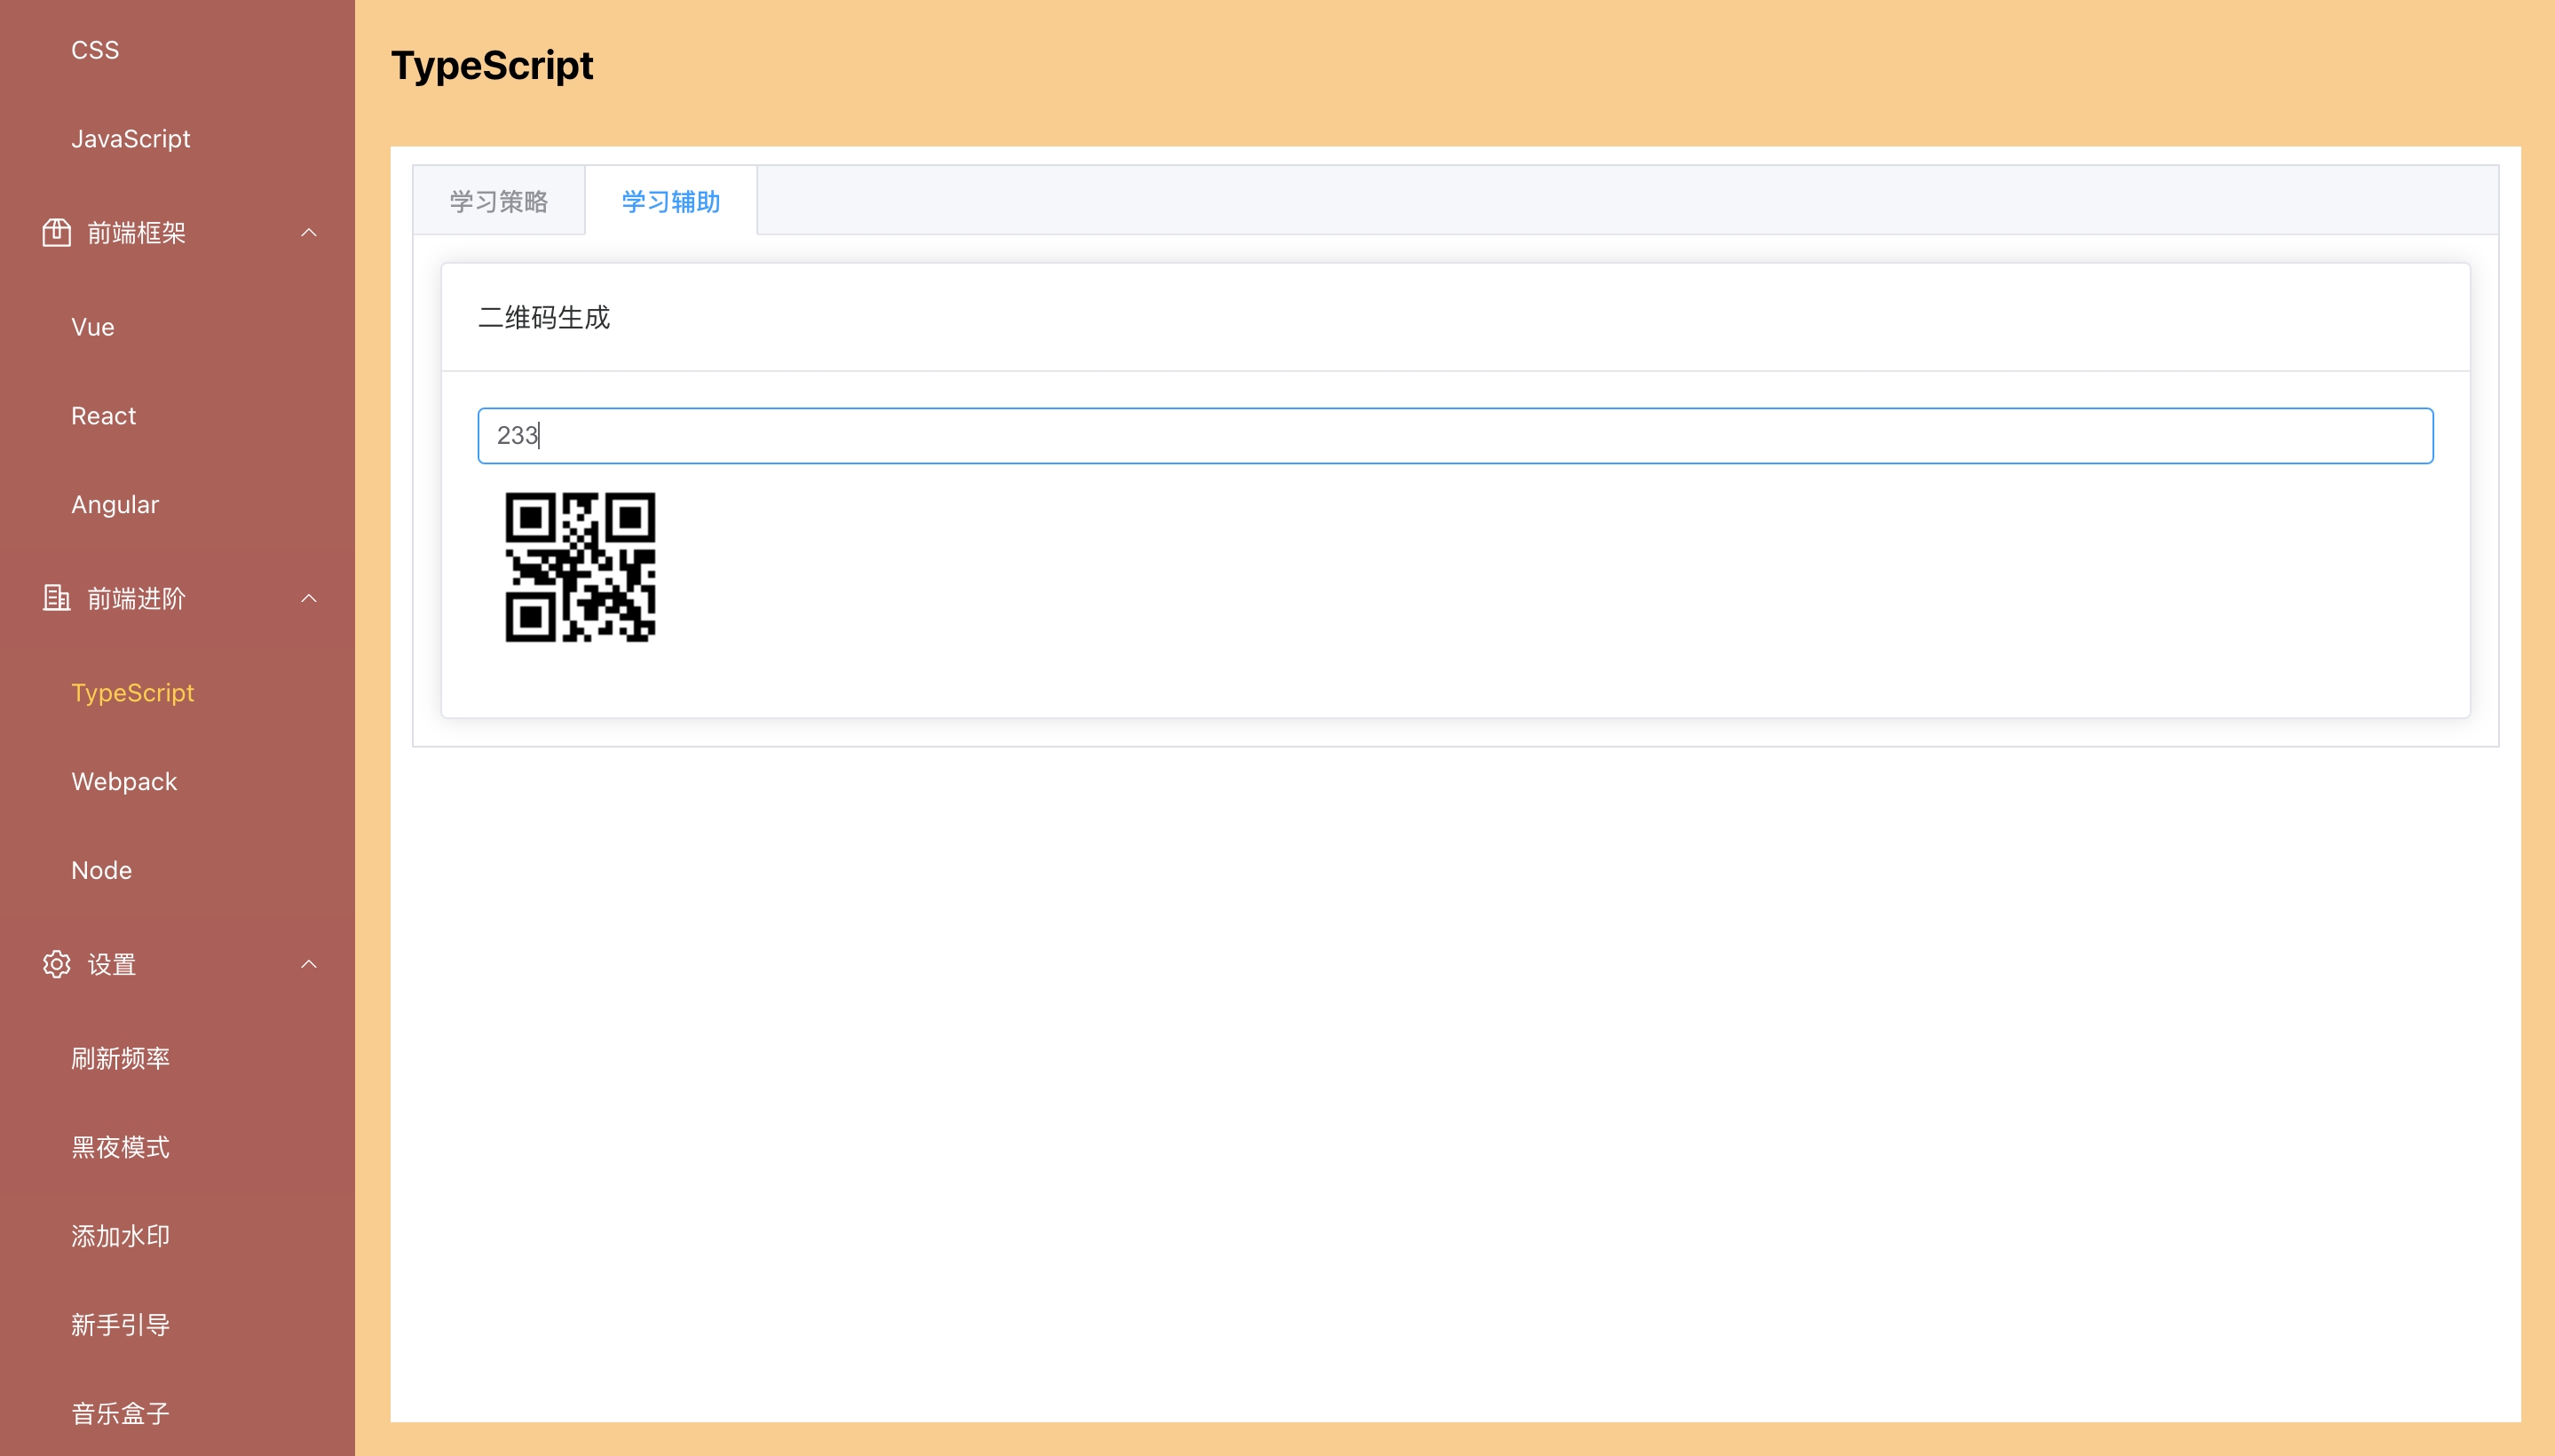 CSS
JavaScript
前端框架
Vue
React
Angular
前端进阶
TypeScript
Webpack
Node
设置
刷新频率
黑夜模式
添加水印
新手引导
音乐盒子
TypeScript
学习策略 学习辅助
二维码生成
233